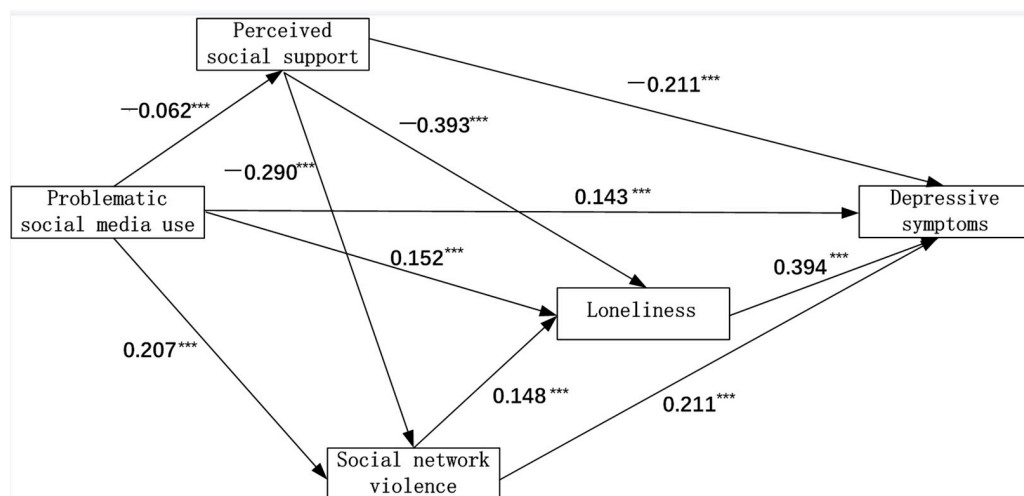 Perceived
social support
—0.211***
—0.062***
—0.393***
—0.290***
Problematic
social media use
0.143 ***
Depressive
symptoms
0.152 ***
0.394 ***
Loneliness
0.207 ***
0.148 ***
0.211 ***
Social network
violence